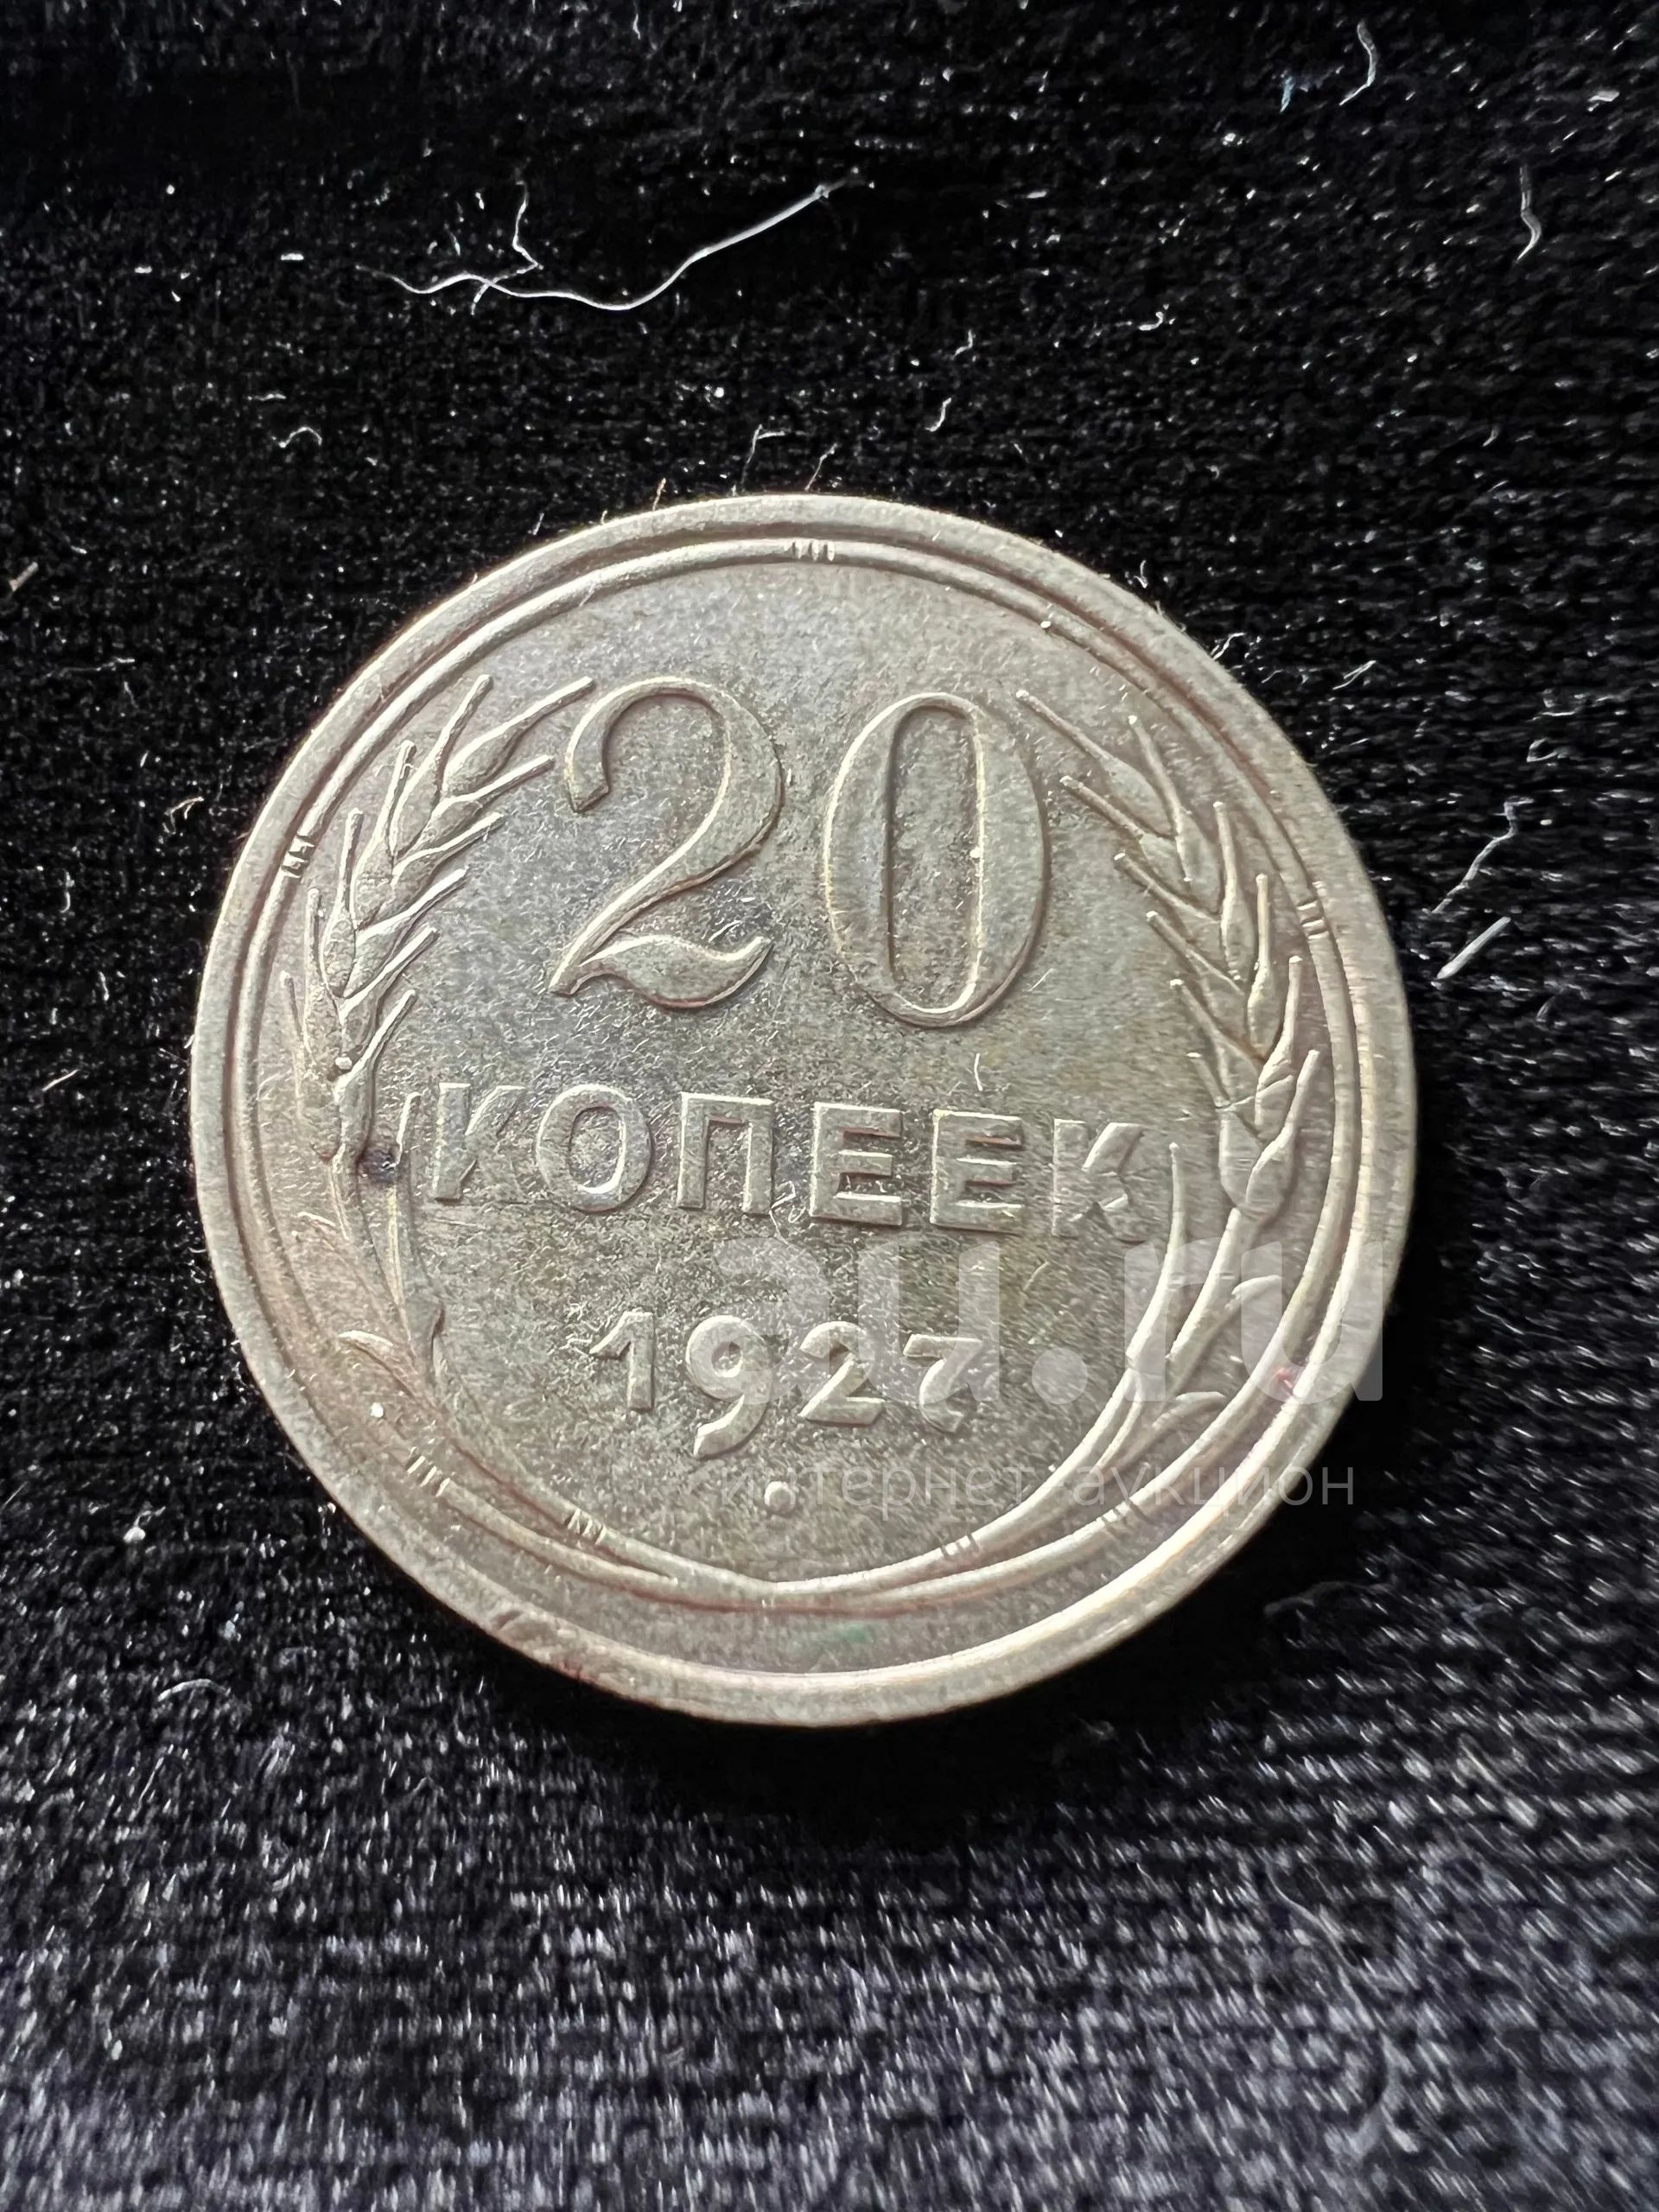 20
КОПЕЕК
1927
au.ru
интернет-аукцион